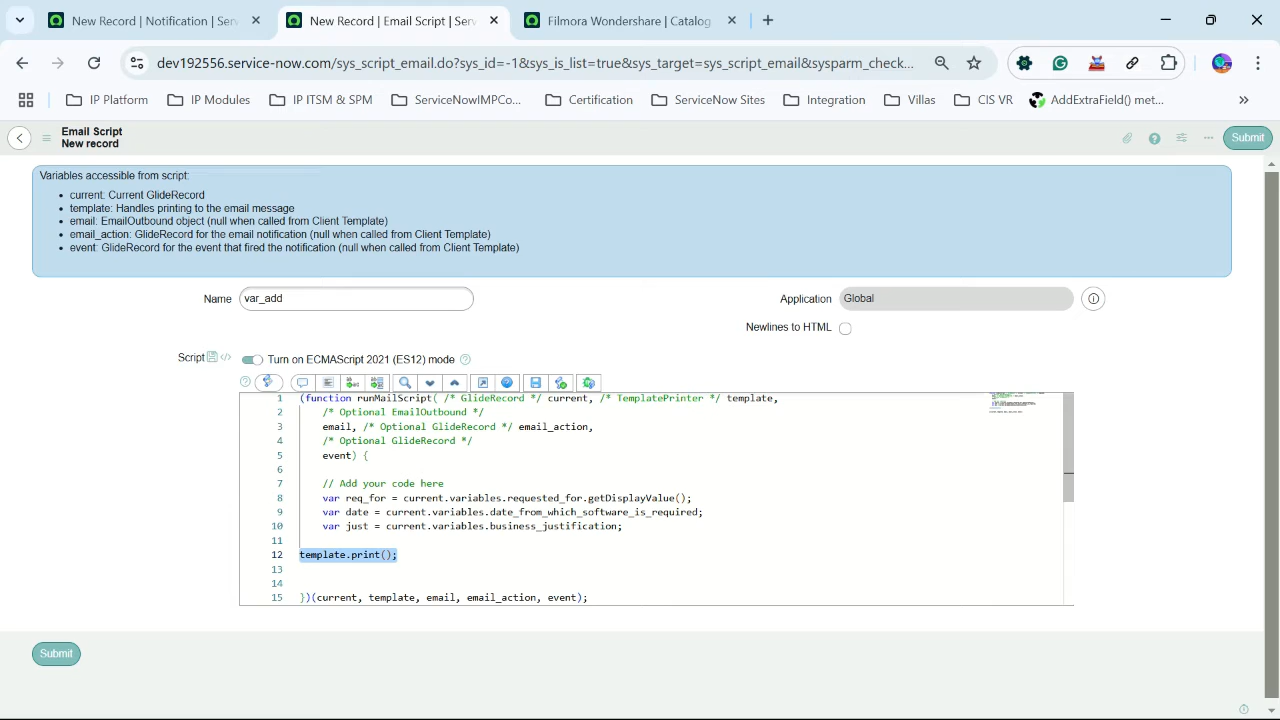 New Record | Notification | Serv
New Record | Email Script | Serv
Filmora Wondershare | Catalog
dev192556.service-now.com/sys_script_email.do?sys_id=-1&sys_is_list=true&sys_target=sys_script_email&sysparm_check...
IP Platform
IP Modules
IP ITSM & SPM
ServiceNowIMPCo...
Certification
ServiceNow Sites
Integration
Villas
CIS VR
AddExtraField() met...
Email Script
New record
Submit
Variables accessible from script:
• current: Current GlideRecord
• template: Handles printing to the email message
• email: EmailOutbound object (null when called from Client Template)
• email_action: GlideRecord for the email notification (null when called from Client Template)
• event: GlideRecord for the event that fired the notification (null when called from Client Template)
Name var_add
Application Global
Newlines to HTML
Script Turn on ECMAScript 2021 (ES12) mode
1 (function runMailScript( /* GlideRecord */ current, /* TemplatePrinter */ template,
2 /* Optional EmailOutbound */
3 email, /* Optional GlideRecord */ email_action,
4 /* Optional GlideRecord */
5 event) {
6
7 // Add your code here
8 var req_for = current.variables.requested_for.getDisplayValue();
9 var date = current.variables.date_from_which_software_is_required;
10 var just = current.variables.business_justification;
11
12 template.print();
13
14
15 })(current, template, email, email_action, event);
Submit